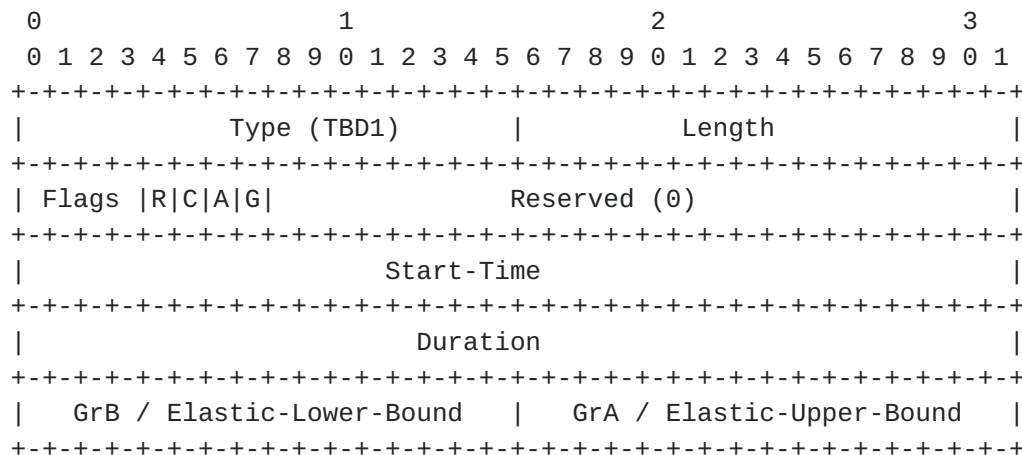 0                   1                   2                   3
 0 1 2 3 4 5 6 7 8 9 0 1 2 3 4 5 6 7 8 9 0 1 2 3 4 5 6 7 8 9 0 1
+-+-+-+-+-+-+-+-+-+-+-+-+-+-+-+-+-+-+-+-+-+-+-+-+-+-+-+-+-+-+-+-+
|             Type (TBD1)       |          Length               |
+-+-+-+-+-+-+-+-+-+-+-+-+-+-+-+-+-+-+-+-+-+-+-+-+-+-+-+-+-+-+-+-+
| Flags |R|C|A|G|               Reserved (0)                    |
+-+-+-+-+-+-+-+-+-+-+-+-+-+-+-+-+-+-+-+-+-+-+-+-+-+-+-+-+-+-+-+-+
|                       Start-Time                              |
+-+-+-+-+-+-+-+-+-+-+-+-+-+-+-+-+-+-+-+-+-+-+-+-+-+-+-+-+-+-+-+-+
|                         Duration                              |
+-+-+-+-+-+-+-+-+-+-+-+-+-+-+-+-+-+-+-+-+-+-+-+-+-+-+-+-+-+-+-+-+
|   GrB / Elastic-Lower-Bound   |   GrA / Elastic-Upper-Bound   |
+-+-+-+-+-+-+-+-+-+-+-+-+-+-+-+-+-+-+-+-+-+-+-+-+-+-+-+-+-+-+-+-+